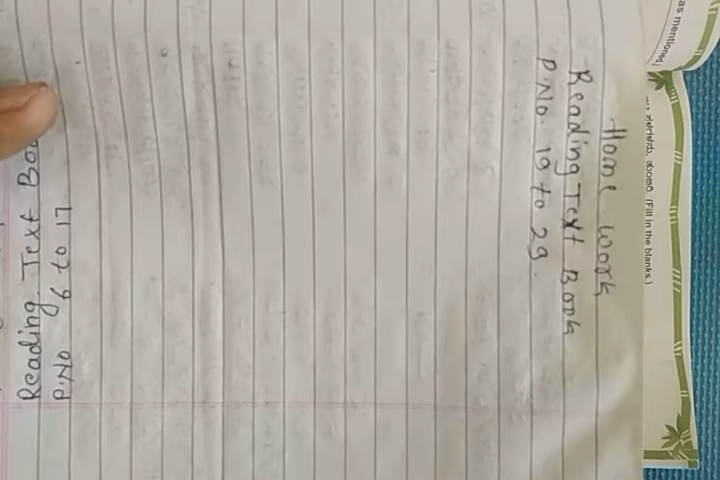 Home work
Reading Text Book
P.No. 19 to 29.
Reading Text Boo
P.No 6 to 17
as mentioned)
(Fill in the blanks.)